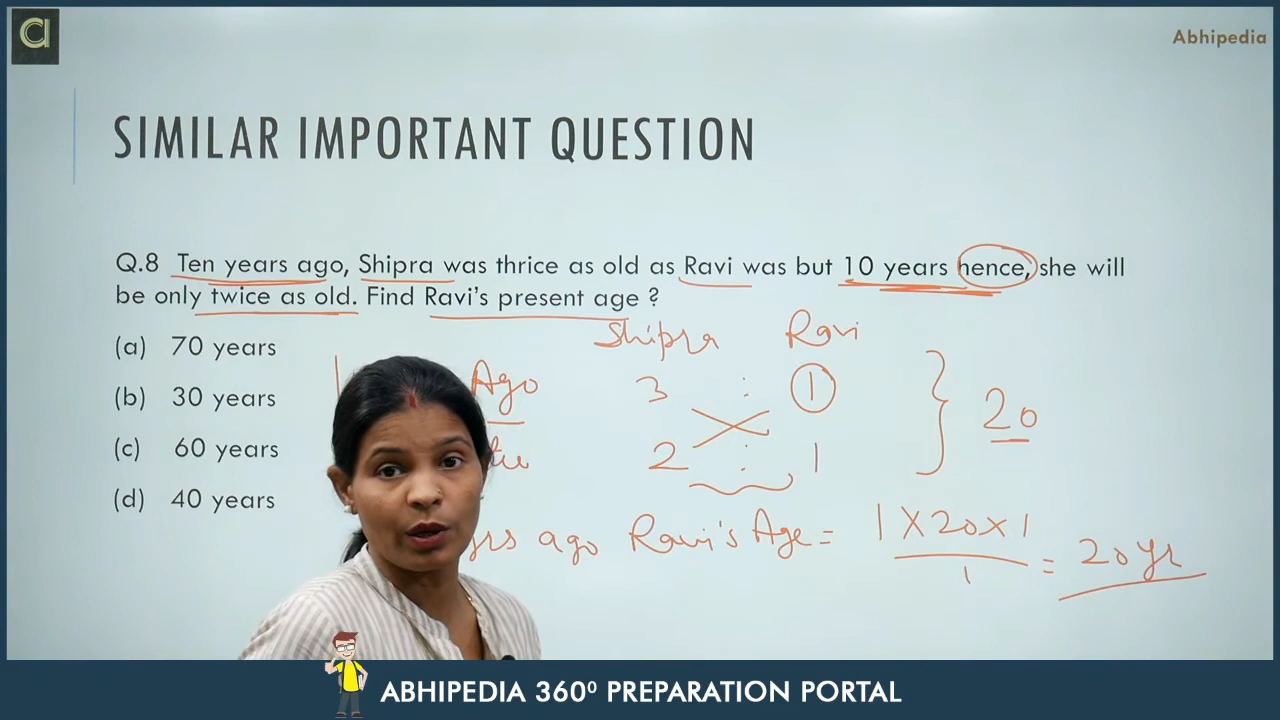 Abhipedia
SIMILAR IMPORTANT QUESTION
Q.8 Ten years ago, Shipra was thrice as old as Ravi was but 10 years hence, she will
be only twice as old. Find Ravi's present age ?
(a) 70 years
(b) 30 years
(c) 60 years
(d) 40 years
Shipra Ravi
Ago 3 : 1
2 : 1
20
yrs ago Ravi's Age = 1 X 20 X 1
1
= 20 yr
ABHIPEDIA 360⁰ PREPARATION PORTAL